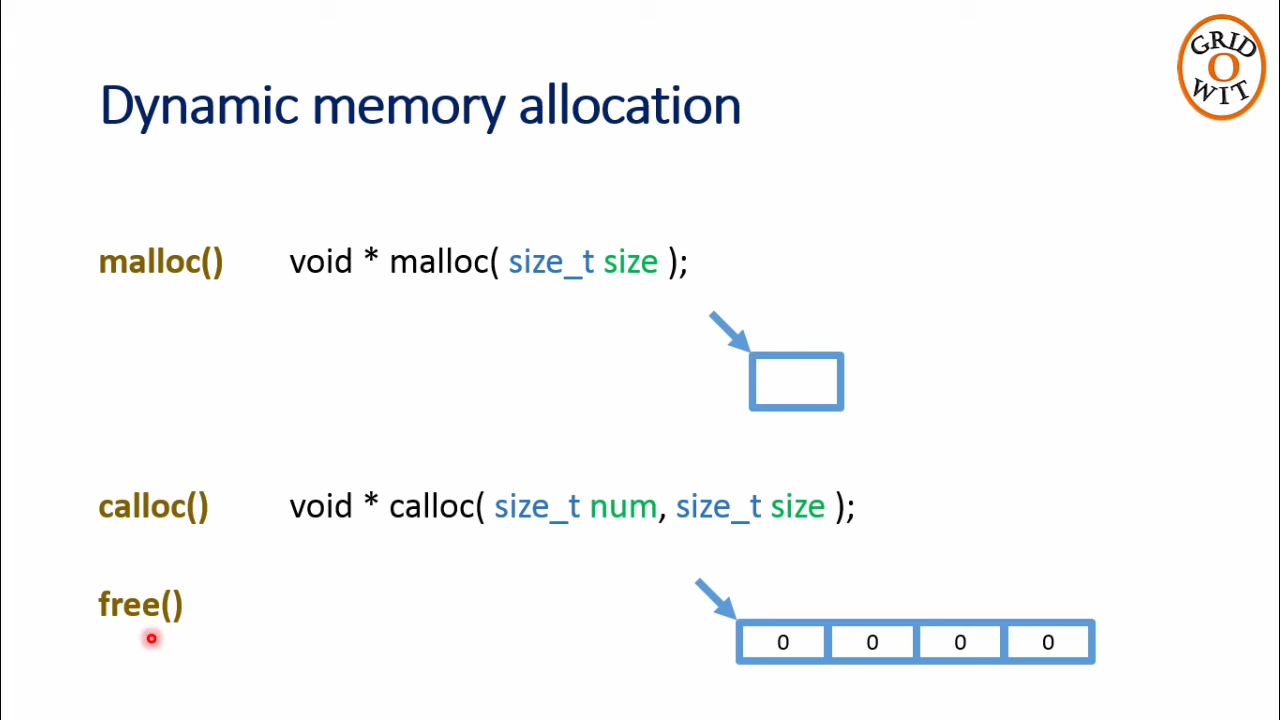 GRID
O
WIT
Dynamic memory allocation
malloc() void * malloc( size_t size );
calloc() void * calloc( size_t num, size_t size );
free()
0 0 0 0